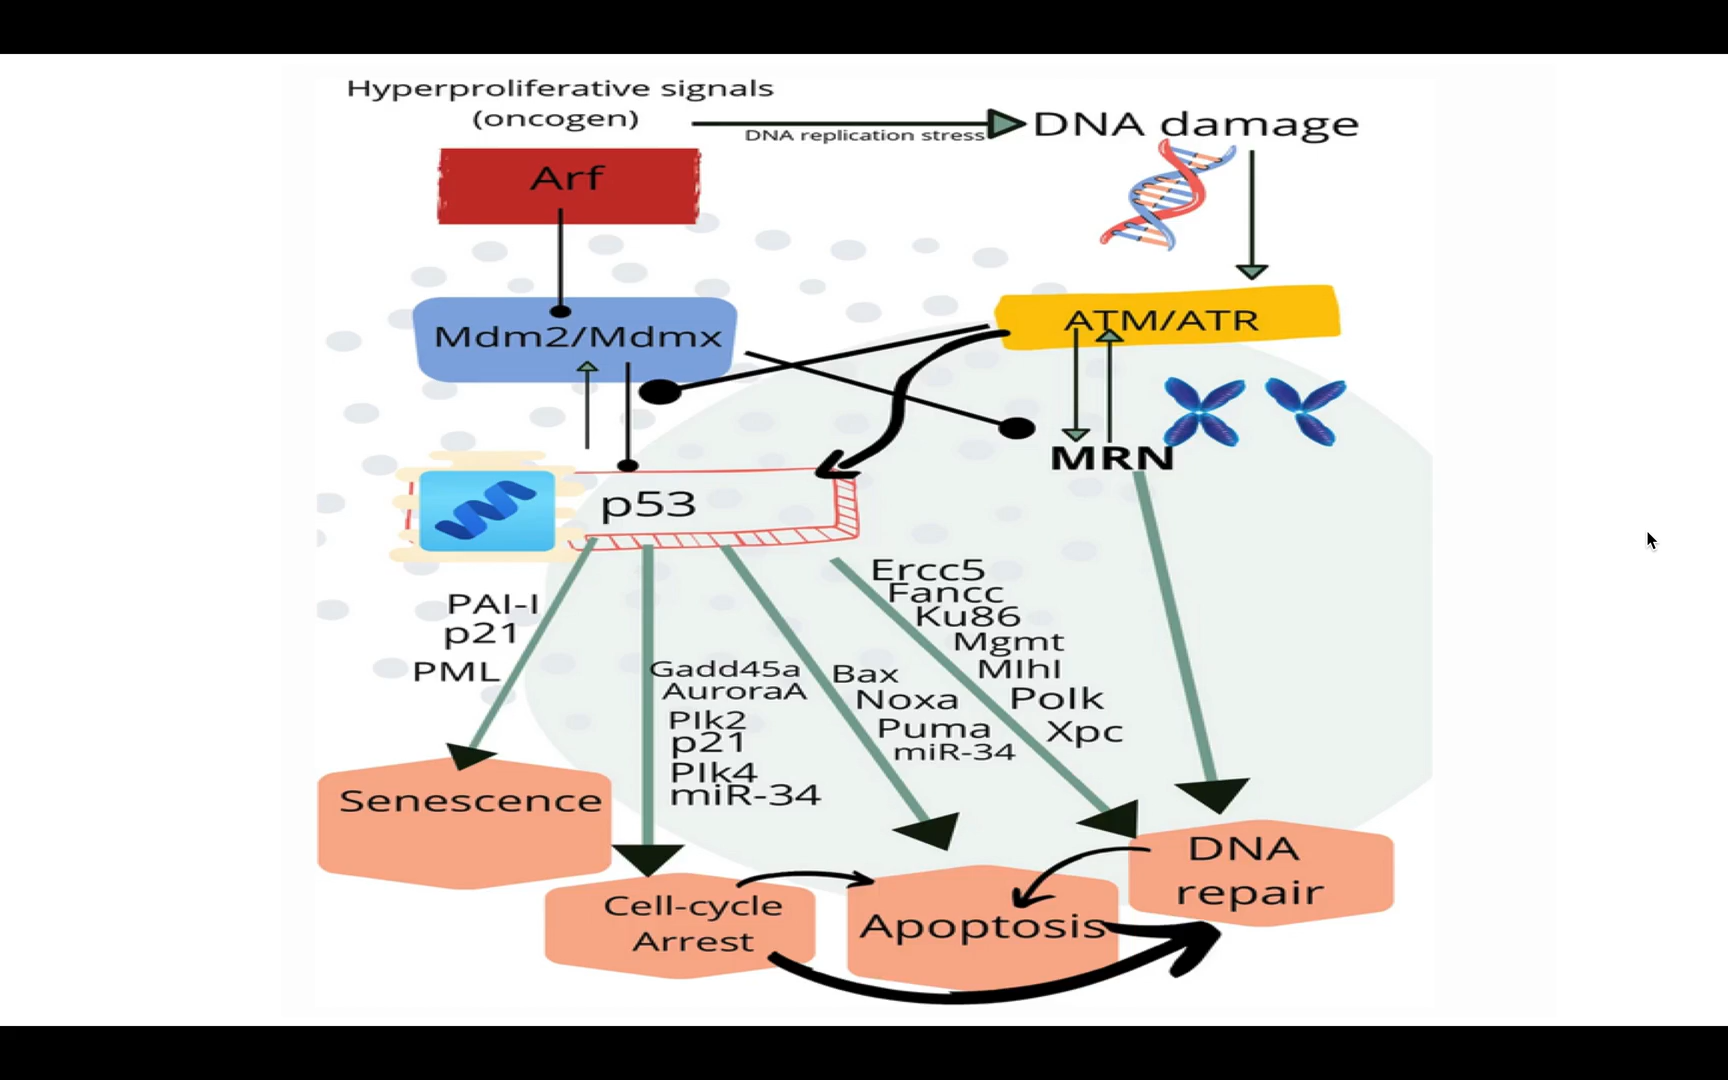 Hyperproliferative signals
(oncogen)
DNA replication stress
DNA damage
Arf
Mdm2/Mdmx
ATM/ATR
MRN
p53
PAI-I
p21
PML
Gadd45a
AuroraA
Plk2
p21
Plk4
miR-34
Bax
Noxa
Puma
miR-34
Ercc5
Fancc
Ku86
Mgmt
Mlhl
Polk
Xpc
Senescence
Cell-cycle
Arrest
Apoptosis
DNA
repair